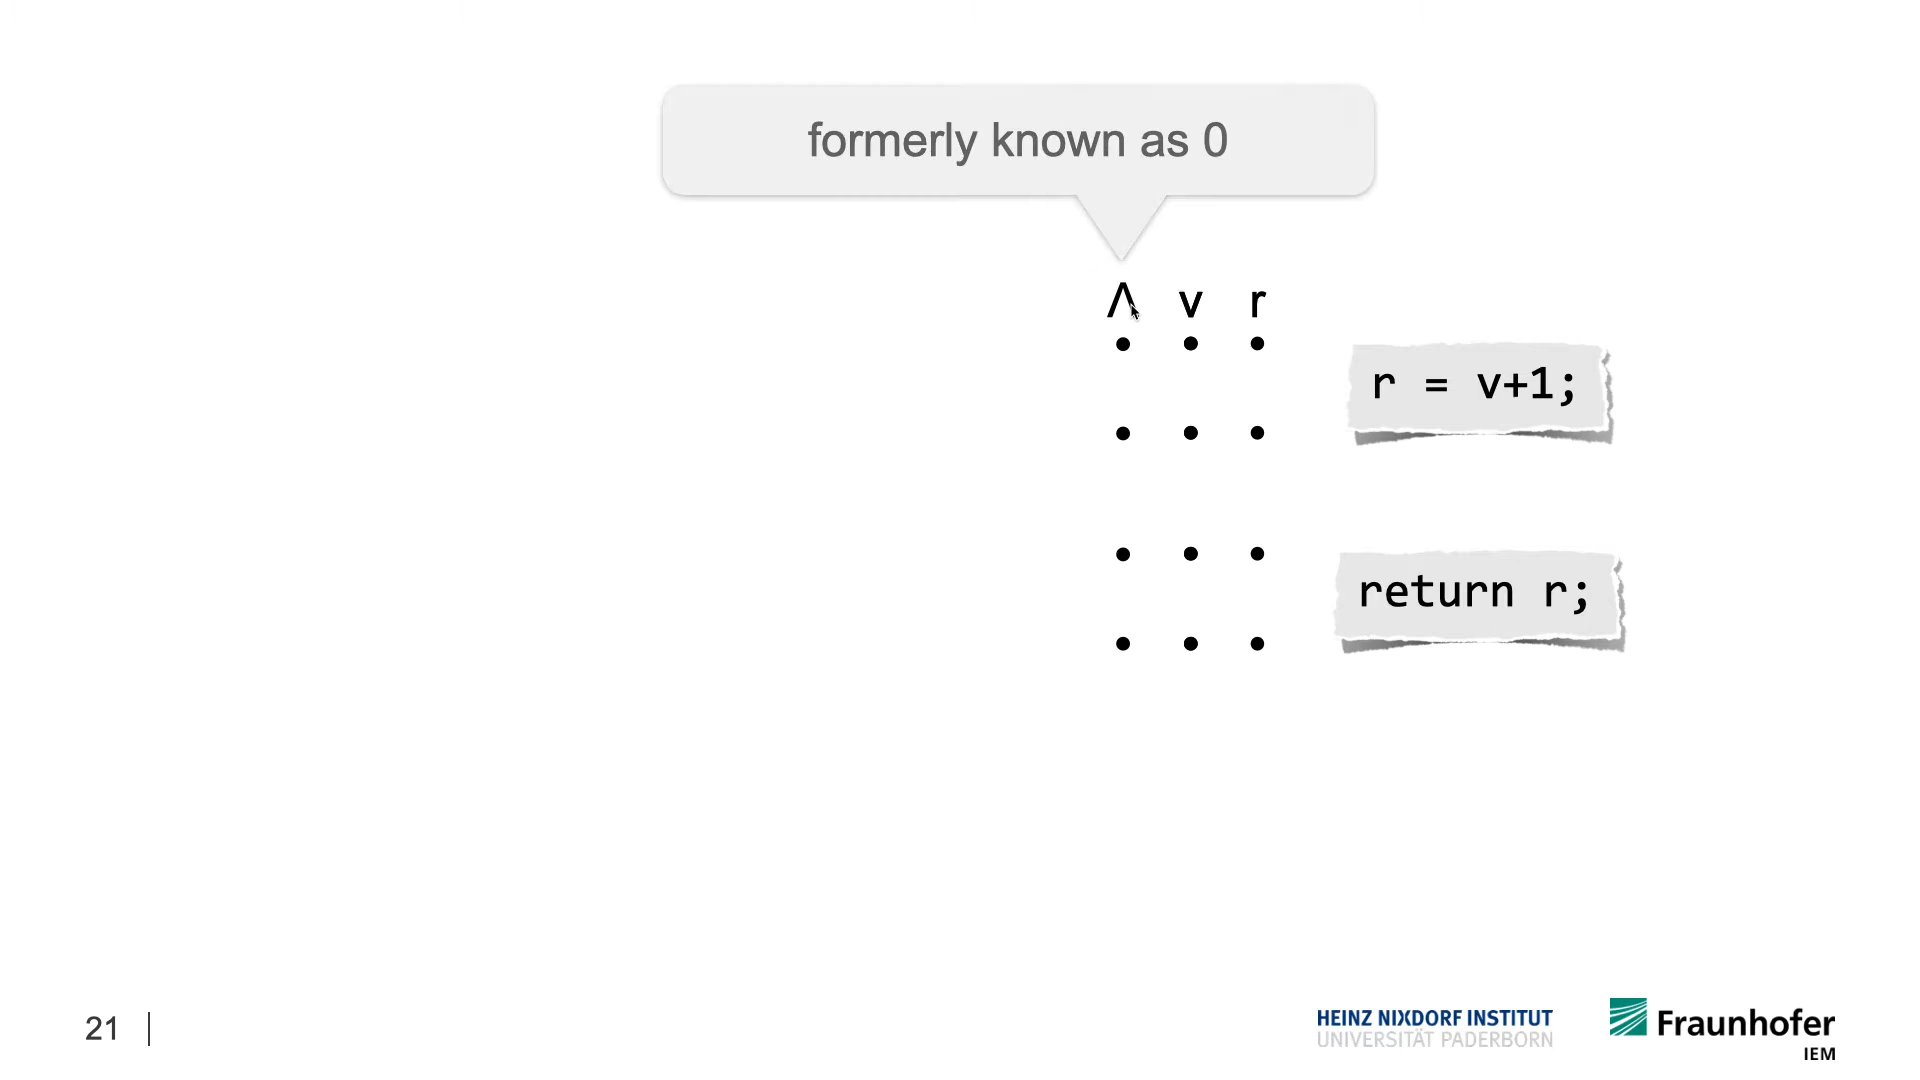 formerly known as 0
Λ v r
r = v+1;
return r;
21
HEINZ NIXDORF INSTITUT
UNIVERSITÄT PADERBORN
Fraunhofer
IEM